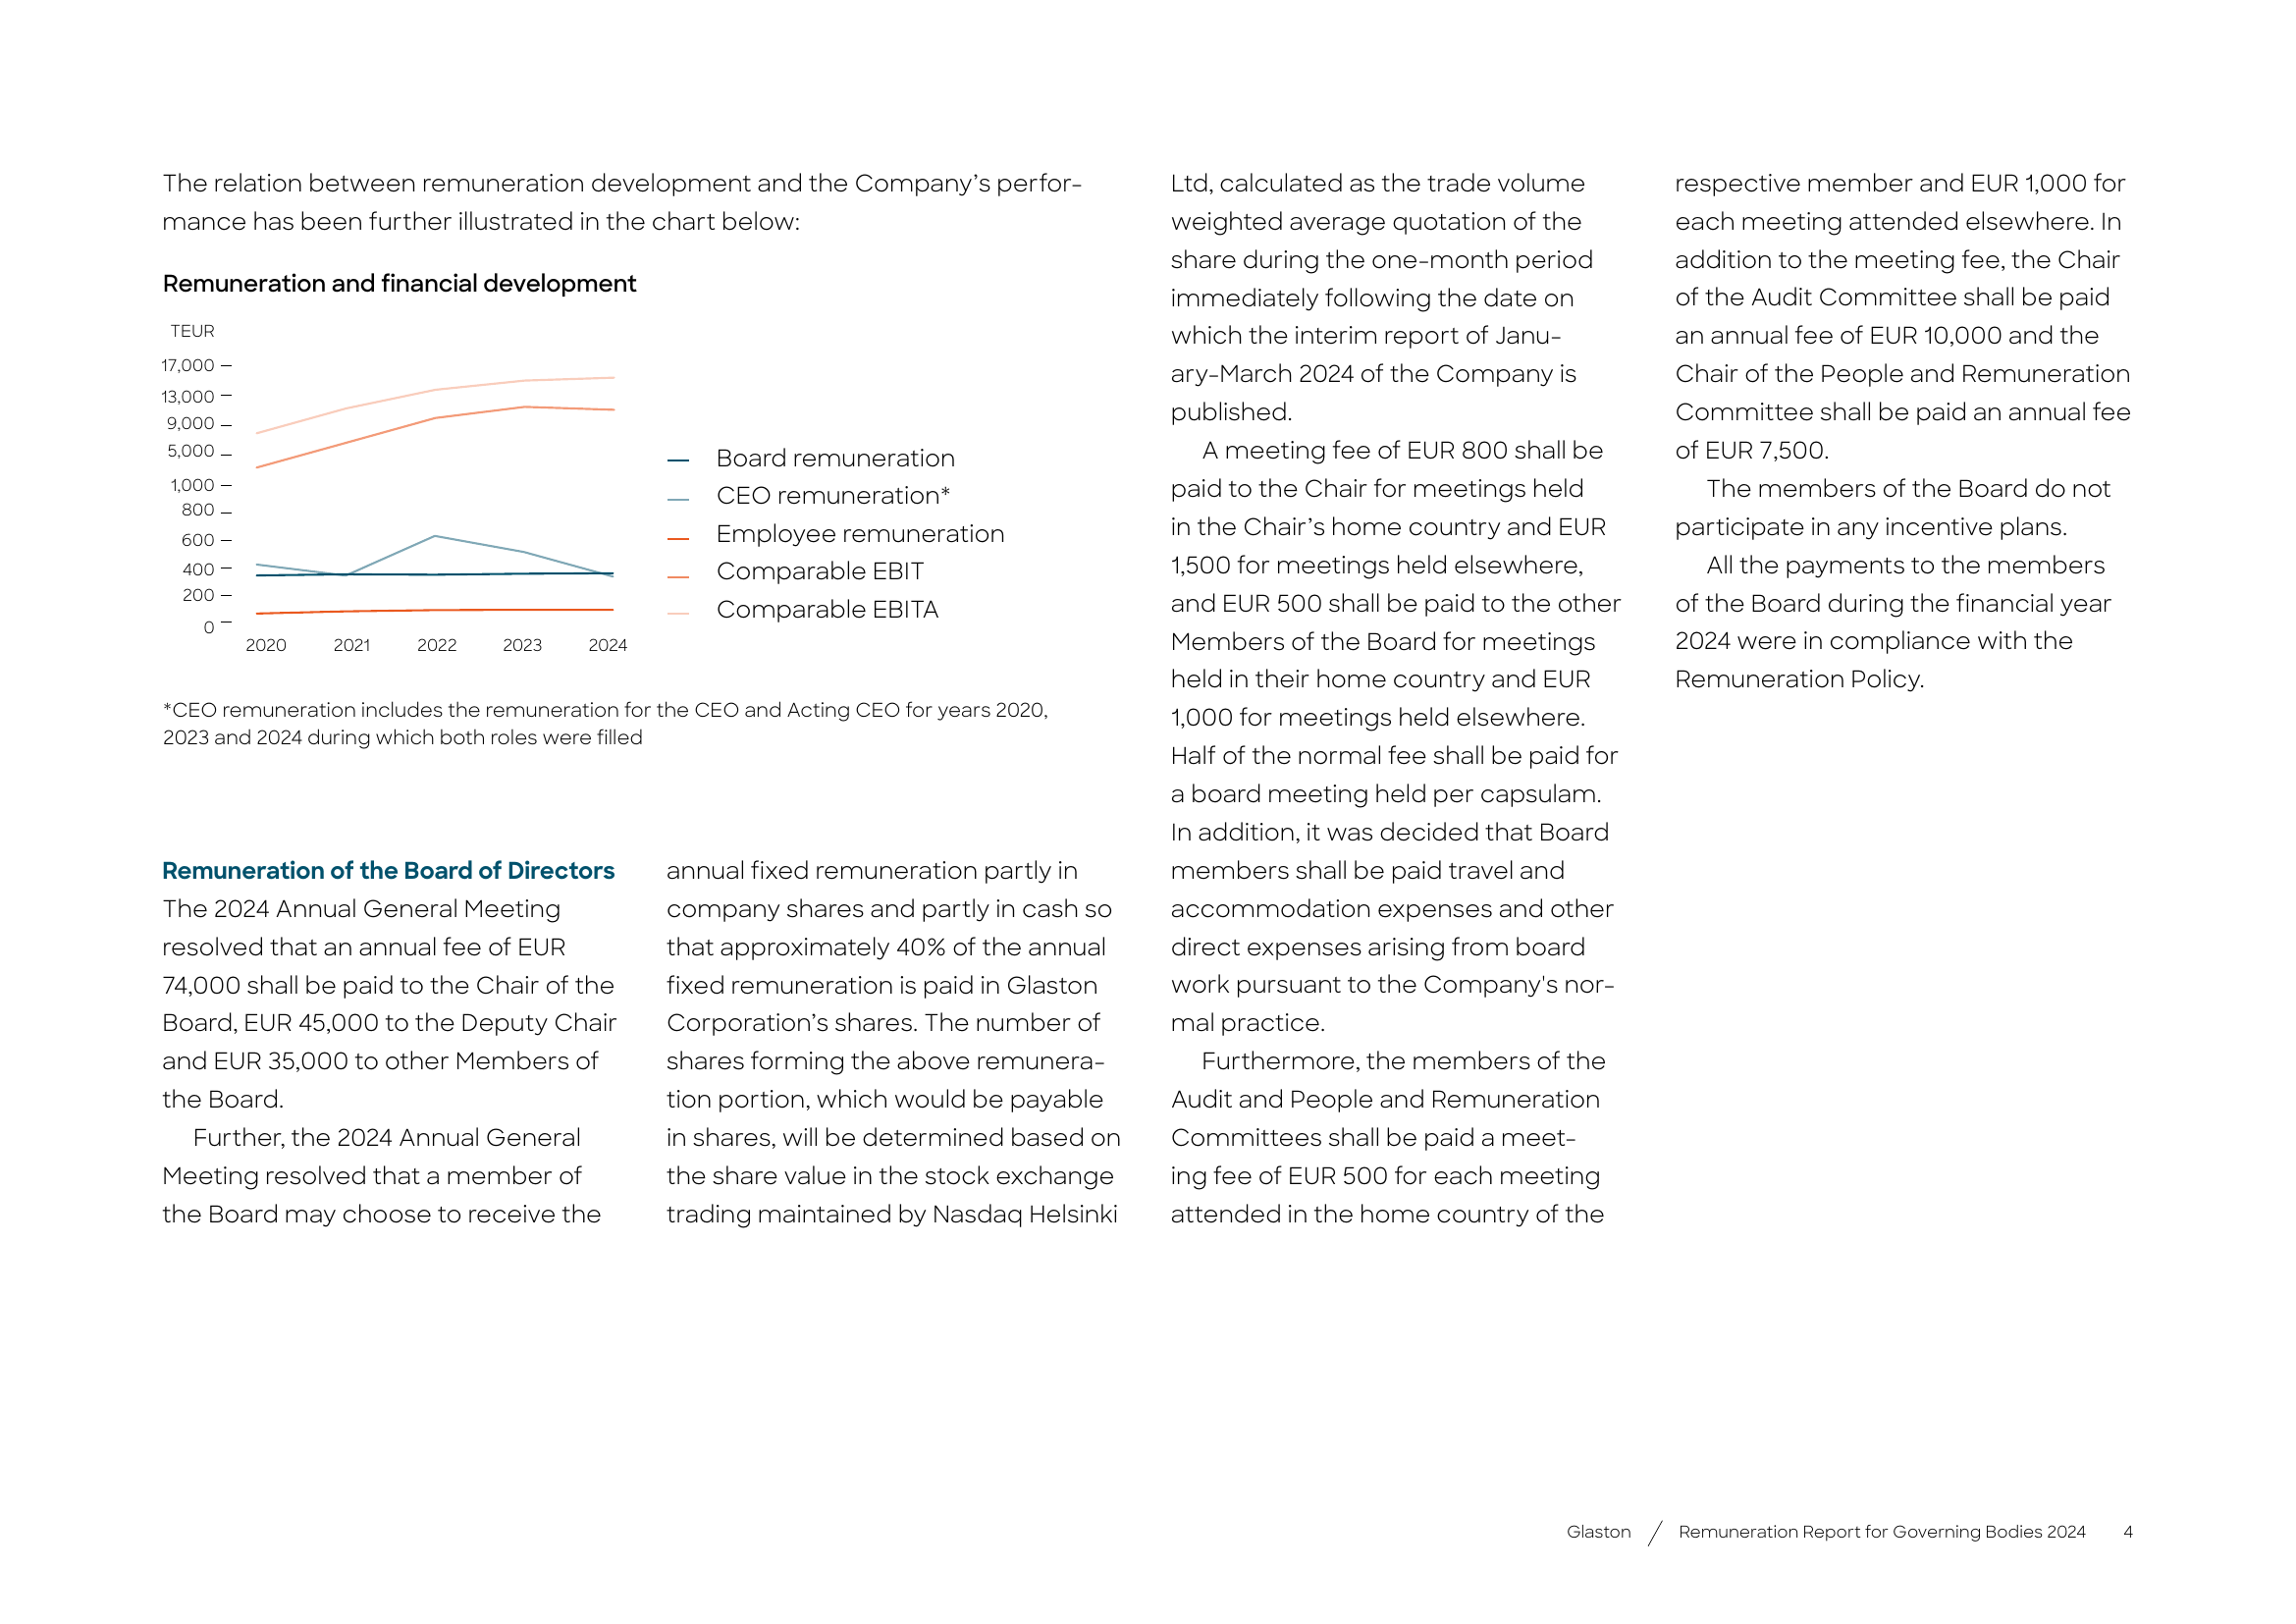 The relation between remuneration development and the Company’s perfor-
mance has been further illustrated in the chart below:
Remuneration and financial development
TEUR
17,000
13,000
9,000
5,000
1,000
800
600
400
200
0
2020 2021 2022 2023 2024
Board remuneration
CEO remuneration*
Employee remuneration
Comparable EBIT
Comparable EBITA
*CEO remuneration includes the remuneration for the CEO and Acting CEO for years 2020,
2023 and 2024 during which both roles were filled
Remuneration of the Board of Directors
The 2024 Annual General Meeting
resolved that an annual fee of EUR
74,000 shall be paid to the Chair of the
Board, EUR 45,000 to the Deputy Chair
and EUR 35,000 to other Members of
the Board.
Further, the 2024 Annual General
Meeting resolved that a member of
the Board may choose to receive the
annual fixed remuneration partly in
company shares and partly in cash so
that approximately 40% of the annual
fixed remuneration is paid in Glaston
Corporation’s shares. The number of
shares forming the above remunera-
tion portion, which would be payable
in shares, will be determined based on
the share value in the stock exchange
trading maintained by Nasdaq Helsinki
Ltd, calculated as the trade volume
weighted average quotation of the
share during the one-month period
immediately following the date on
which the interim report of Janu-
ary-March 2024 of the Company is
published.
A meeting fee of EUR 800 shall be
paid to the Chair for meetings held
in the Chair’s home country and EUR
1,500 for meetings held elsewhere,
and EUR 500 shall be paid to the other
Members of the Board for meetings
held in their home country and EUR
1,000 for meetings held elsewhere.
Half of the normal fee shall be paid for
a board meeting held per capsulam.
In addition, it was decided that Board
members shall be paid travel and
accommodation expenses and other
direct expenses arising from board
work pursuant to the Company's nor-
mal practice.
Furthermore, the members of the
Audit and People and Remuneration
Committees shall be paid a meet-
ing fee of EUR 500 for each meeting
attended in the home country of the
respective member and EUR 1,000 for
each meeting attended elsewhere. In
addition to the meeting fee, the Chair
of the Audit Committee shall be paid
an annual fee of EUR 10,000 and the
Chair of the People and Remuneration
Committee shall be paid an annual fee
of EUR 7,500.
The members of the Board do not
participate in any incentive plans.
All the payments to the members
of the Board during the financial year
2024 were in compliance with the
Remuneration Policy.
Glaston / Remuneration Report for Governing Bodies 2024 4